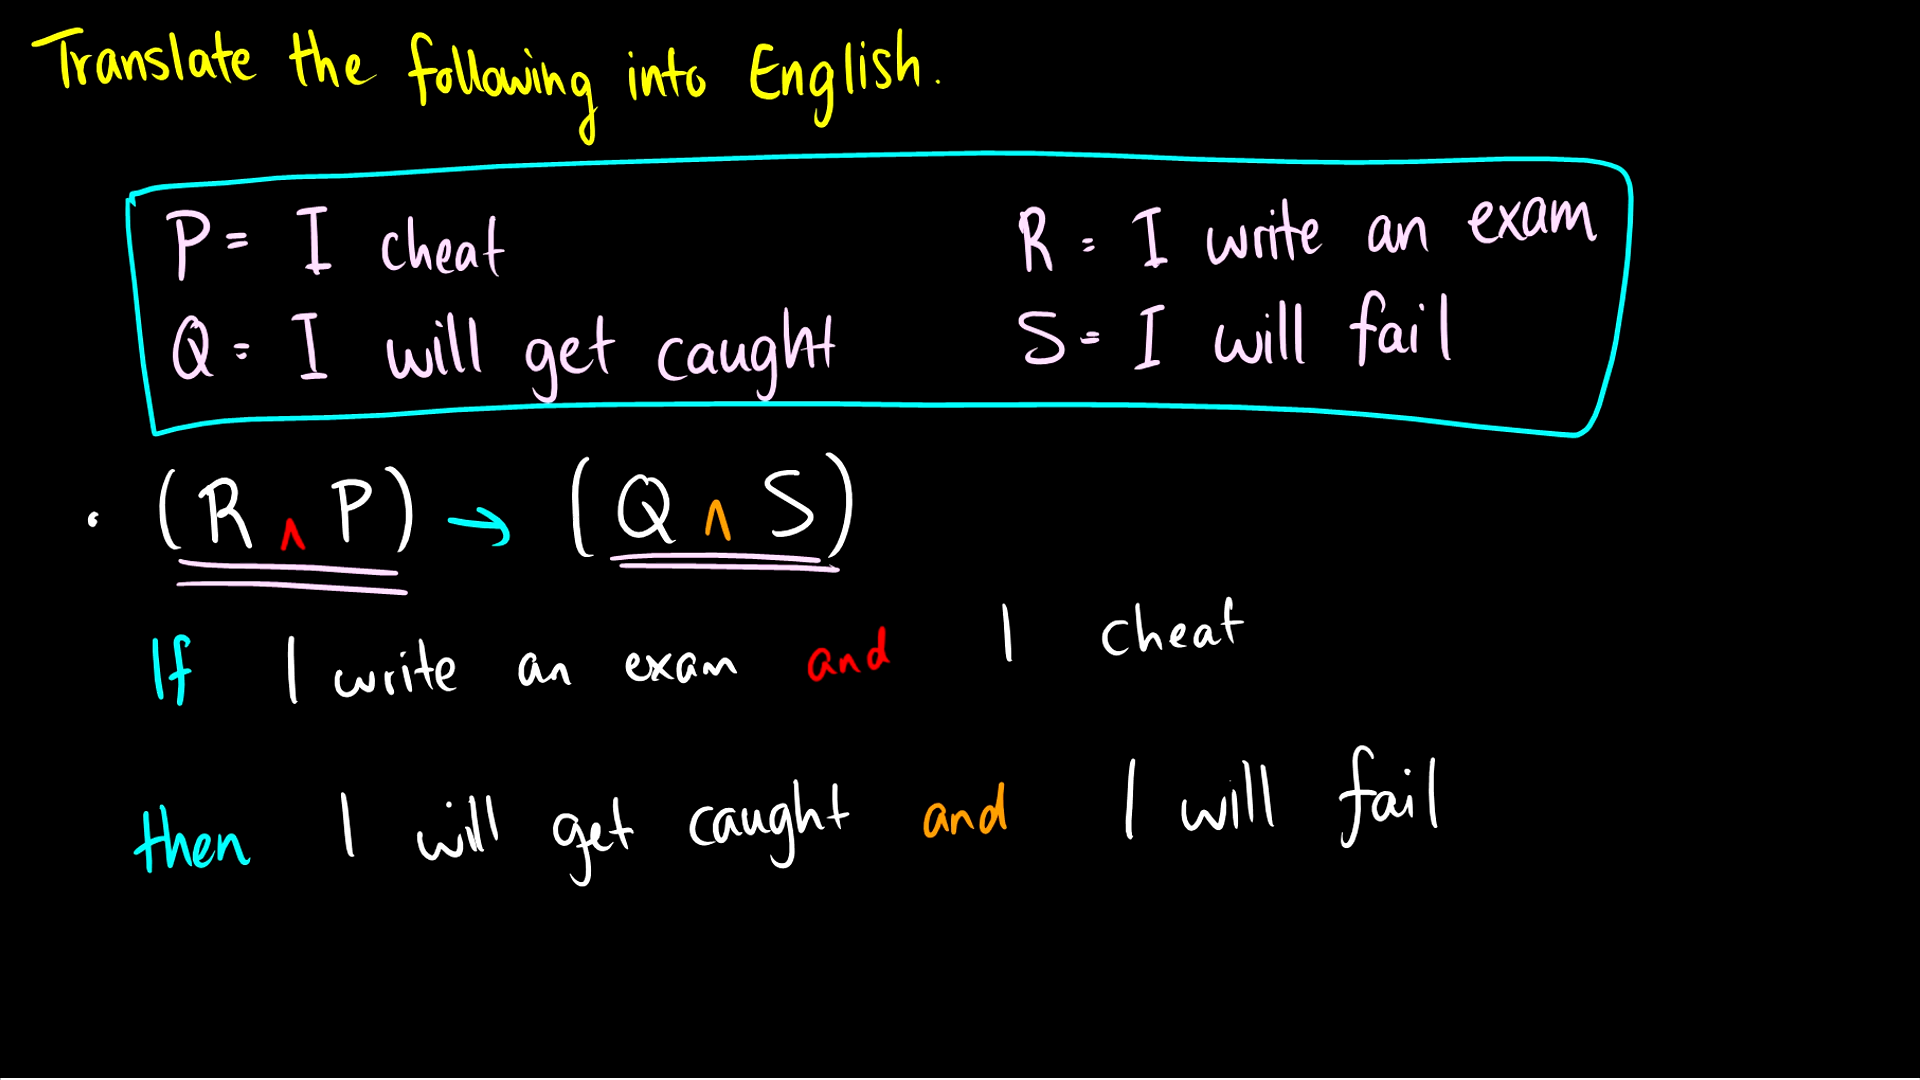 Translate the following into English.
P= I cheat
R = I write an exam
Q = I will get caught
S = I will fail
• (R ∧ P) → (Q ∧ S)
If I write an exam and I cheat
then I will get caught and I will fail